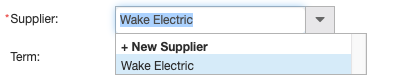 *Supplier: Wake Electric
+ New Supplier
Wake Electric
Term: